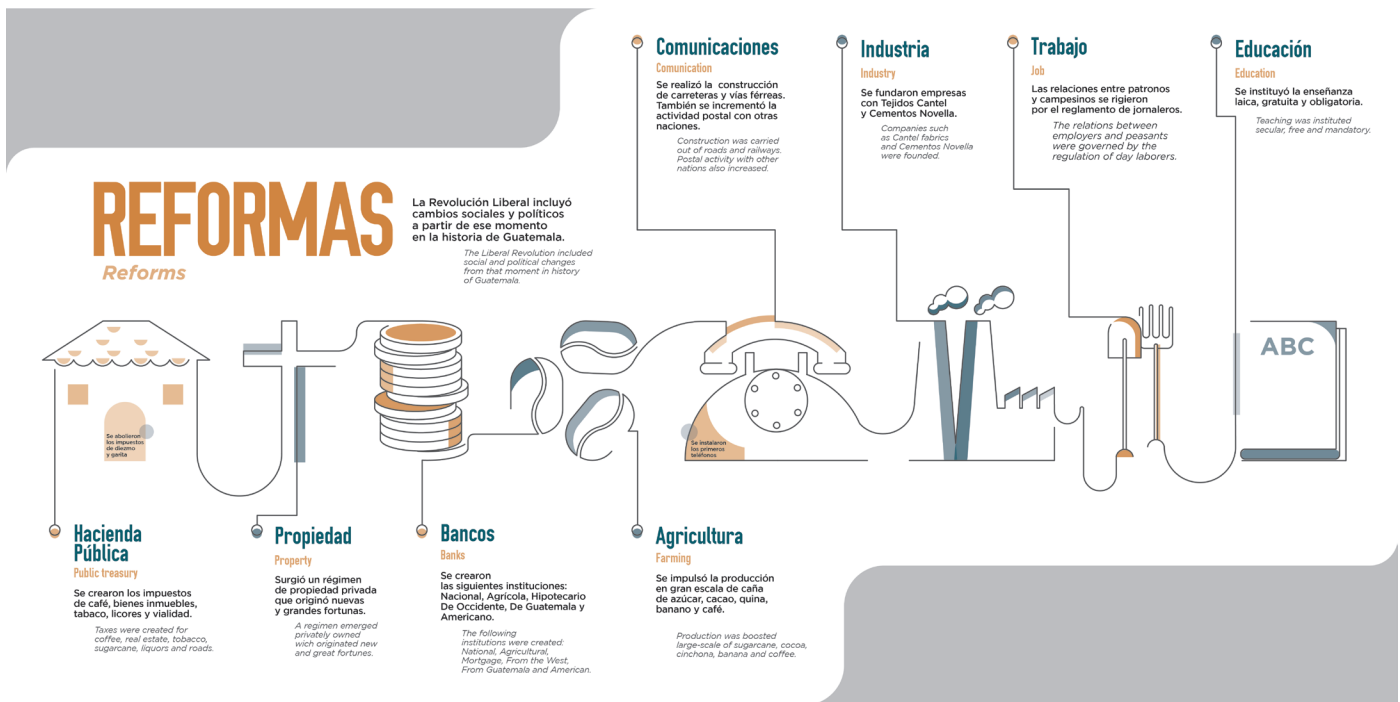 REFORMAS
Reforms
La Revolución Liberal incluyó
cambios sociales y políticos
a partir de ese momento
en la historia de Guatemala.
The Liberal Revolution included
social and political changes
from that moment in history
of Guatemala.
Comunicaciones
Comunication
Se realizó la construcción
de carreteras y vías férreas.
También se incrementó la
actividad postal con otras
naciones.
Construction was carried
out of roads and railways.
Postal activity with other
nations also increased.
Industria
Industry
Se fundaron empresas
con Tejidos Cantel
y Cementos Novella.
Companies such
as Cantel fabrics
and Cementos Novella
were founded.
Trabajo
Job
Las relaciones entre patronos
y campesinos se rigieron
por el reglamento de jornaleros.
The relations between
employers and peasants
were governed by the
regulation of day laborers.
Educación
Education
Se instituyó la enseñanza
laica, gratuita y obligatoria.
Teaching was instituted
secular, free and mandatory.
Se abolieron
los impuestos
de diezmo
y garita
Se instalaron
los primeros
teléfonos
ABC
Hacienda
Pública
Public treasury
Se crearon los impuestos
de café, bienes inmuebles,
tabaco, licores y vialidad.
Taxes were created for
coffee, real estate, tobacco,
sugarcane, liquors and roads.
Propiedad
Property
Surgió un régimen
de propiedad privada
que originó nuevas
y grandes fortunas.
A regimen emerged
privately owned
wich originated new
and great fortunes.
Bancos
Banks
Se crearon
las siguientes instituciones:
Nacional, Agrícola, Hipotecario
De Occidente, De Guatemala y
Americano.
The following
institutions were created:
National, Agricultural,
Mortgage, From the West,
From Guatemala and American.
Agricultura
Farming
Se impulsó la producción
en gran escala de caña
de azúcar, cacao, quina,
banano y café.
Production was boosted
large-scale of sugarcane, cocoa,
cinchona, banana and coffee.